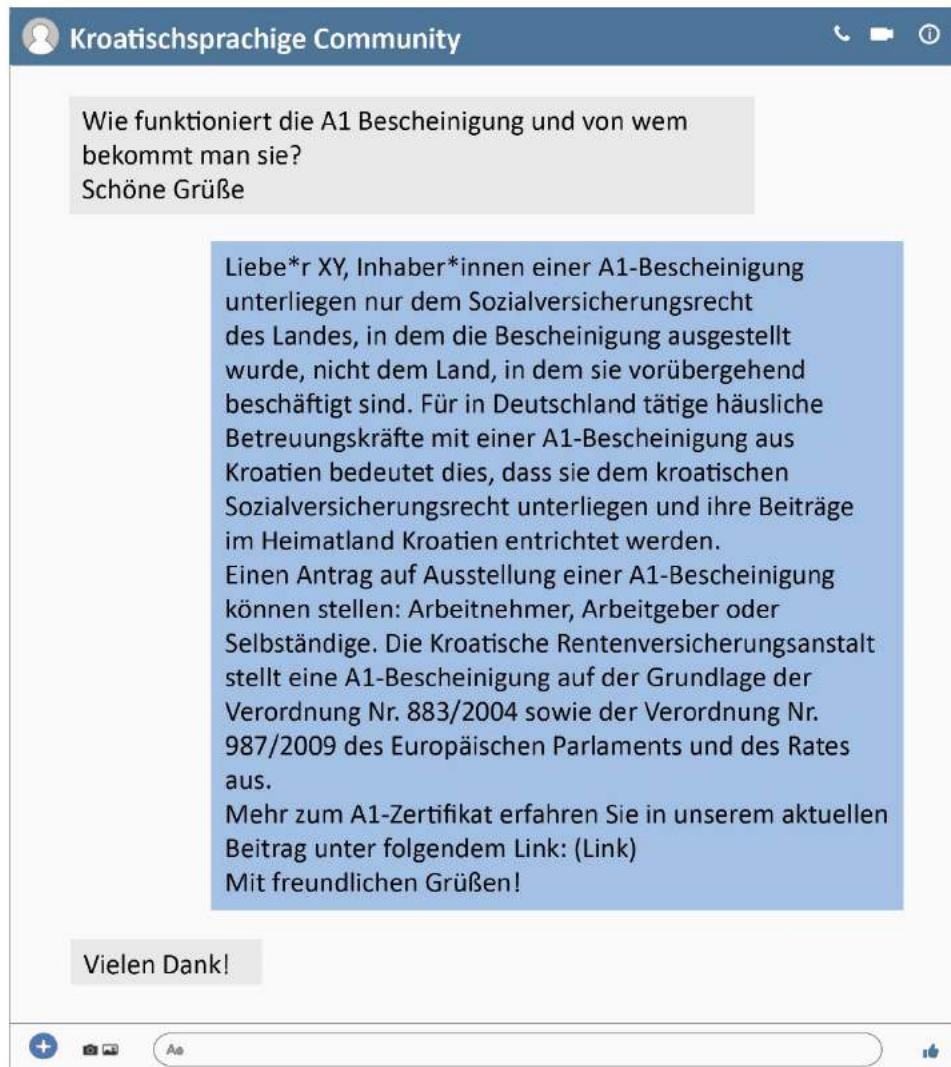 Kroatischsprachige Community
Wie funktioniert die A1 Bescheinigung und von wem
bekommt man sie?
Schöne Grüße
Liebe*r XY, Inhaber*innen einer A1-Bescheinigung
unterliegen nur dem Sozialversicherungsrecht
des Landes, in dem die Bescheinigung ausgestellt
wurde, nicht dem Land, in dem sie vorübergehend
beschäftigt sind. Für in Deutschland tätige häusliche
Betreuungskräfte mit einer A1-Bescheinigung aus
Kroatien bedeutet dies, dass sie dem kroatischen
Sozialversicherungsrecht unterliegen und ihre Beiträge
im Heimatland Kroatien entrichtet werden.
Einen Antrag auf Ausstellung einer A1-Bescheinigung
können stellen: Arbeitnehmer, Arbeitgeber oder
Selbständige. Die Kroatische Rentenversicherungsanstalt
stellt eine A1-Bescheinigung auf der Grundlage der
Verordnung Nr. 883/2004 sowie der Verordnung Nr.
987/2009 des Europäischen Parlaments und des Rates
aus.
Mehr zum A1-Zertifikat erfahren Sie in unserem aktuellen
Beitrag unter folgendem Link: (Link)
Mit freundlichen Grüßen!
Vielen Dank!
Aa